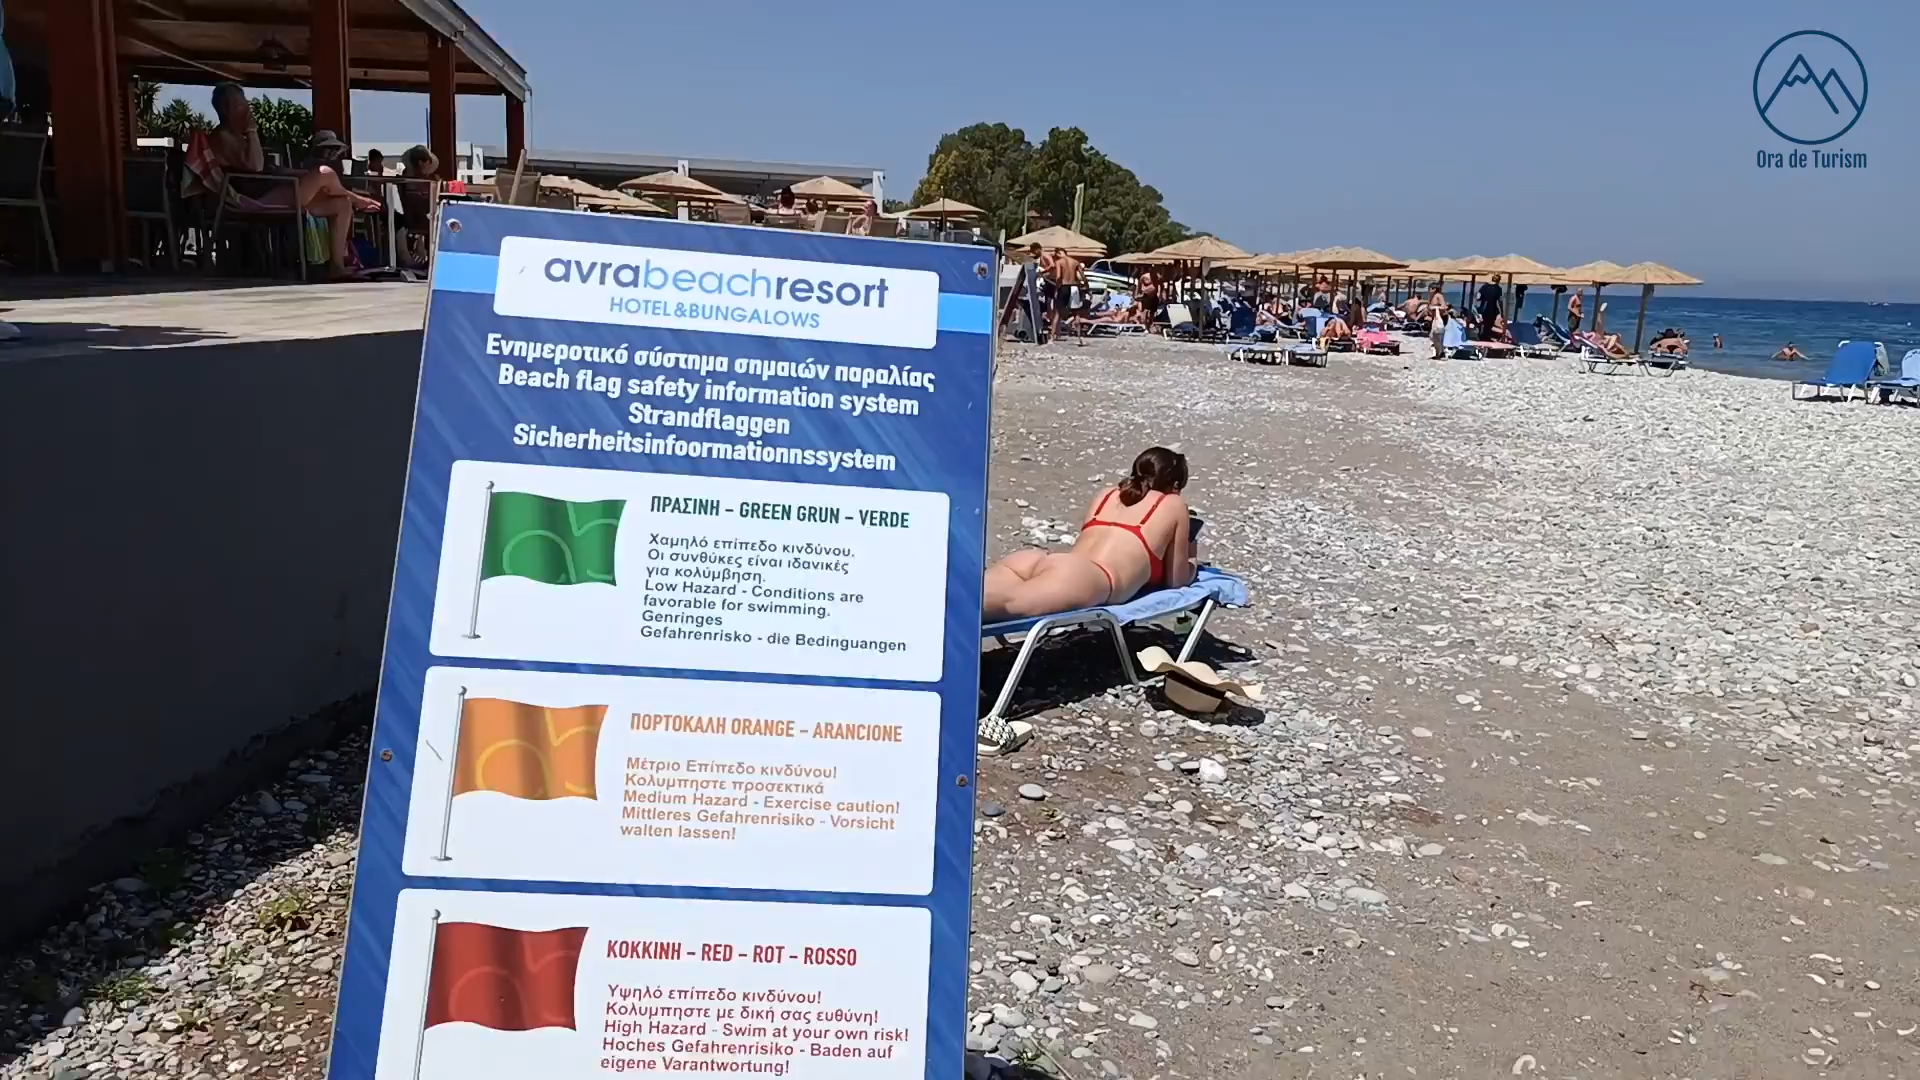 avrabeachresort
HOTEL&BUNGALOWS
Ενημεροτικό σύστημα σημαιών παραλίας
Beach flag safety information system
Strandflaggen
Sicherheitsinfoormationnssystem
ΠΡΑΣΙΝΗ – GREEN GRUN – VERDE
Χαμηλό επίπεδο κινδύνου.
Οι συνθύκες είναι ιδανικές
για κολύμβηση.
Low Hazard - Conditions are
favorable for swimming.
Genringes
Gefahrenrisko - die Bedinguangen
ΠΟΡΤΟΚΑΛΗ ORANGE – ARANCIONE
Μέτριο Επίπεδο κινδύνου!
Κολυμπηστε προσεκτικά
Medium Hazard - Exercise caution!
Mittleres Gefahrenrisiko - Vorsicht
walten lassen!
ΚΟΚΚΙΝΗ – RED – ROT – ROSSO
Υψηλό επίπεδο κινδύνου!
Κολυμπηστε με δική σας ευθύνη!
High Hazard - Swim at your own risk!
Hoches Gefahrenrisiko - Baden auf
eigene Varantwortung!
Ora de Turism